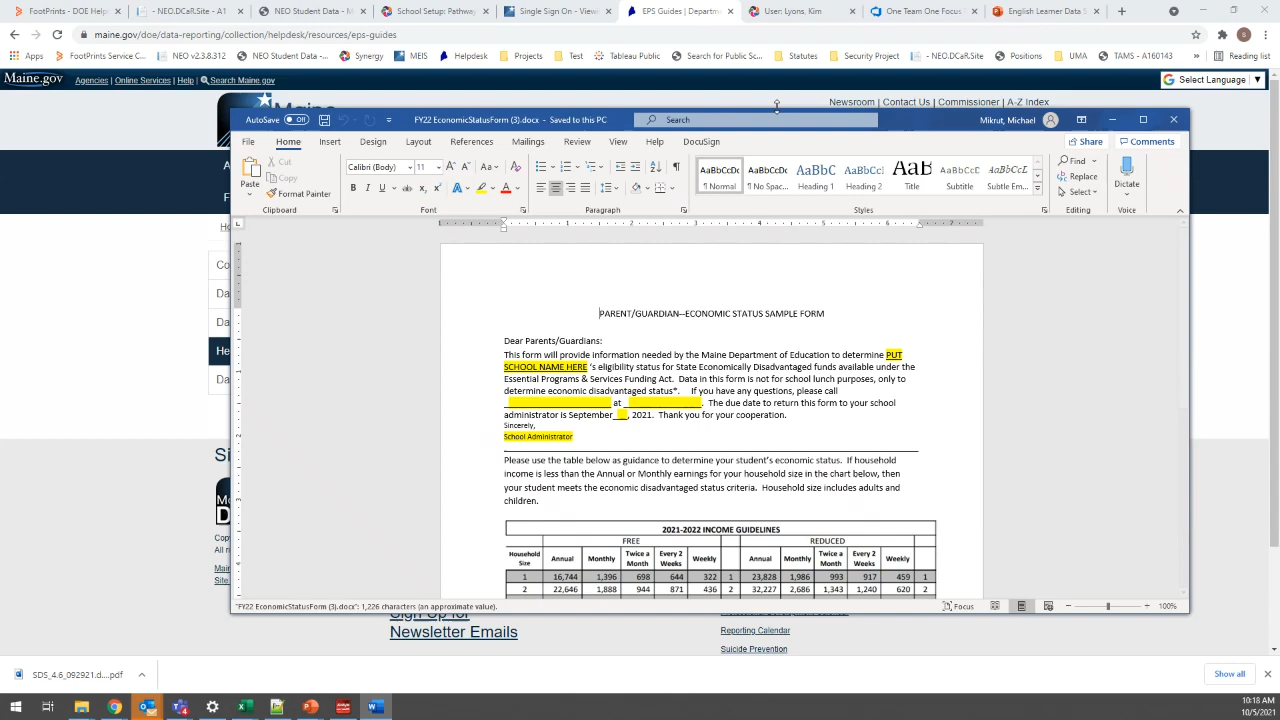 FootPrints - DOE Help
- NEO.DCaR.Site - A1
NEO Student Data - N
School Setup: Pathway
Single Sign On - Viewin
EPS Guides | Departme
User: Lyons, Kim
One Team One Focus
English Learner Data S
maine.gov/doe/data-reporting/collection/helpdesk/resources/eps-guides
FootPrints Service C... NEO v2.3.8.312 Synergy MEIS Helpdesk Projects Test Tableau Public Search for Public Sc... Statutes Security Project - NEO.DCaR.Site Positions UMA TAMS - A160143 » Reading list
Maine.gov Agencies | Online Services | Help | Search Maine.gov Select Language ▼
Newsroom | Contact Us | Commissioner | A-Z Index
AutoSave Off FY22 EconomicStatusForm (3).docx - Saved to this PC Search Mikrut, Michael
File Home Insert Design Layout References Mailings Review View Help DocuSign Share Comments
Paste Cut Copy Format Painter
Calibri (Body) 11
AaBbCcDc ¶ Normal AaBbCcDc ¶ No Spac... AaBbC Heading 1 AaBbCcI Heading 2 AaB Title AaBbCcD Subtitle AaBbCcDc Subtle Em...
Find Replace Select Dictate
Clipboard Font Paragraph Styles Editing Voice
PARENT/GUARDIAN--ECONOMIC STATUS SAMPLE FORM
Dear Parents/Guardians:
This form will provide information needed by the Maine Department of Education to determine PUT
SCHOOL NAME HERE 's eligibility status for State Economically Disadvantaged funds available under the
Essential Programs & Services Funding Act. Data in this form is not for school lunch purposes, only to
determine economic disadvantaged status*. If you have any questions, please call
at . The due date to return this form to your school
administrator is September__, 2021. Thank you for your cooperation.
Sincerely,
School Administrator
Please use the table below as guidance to determine your student's economic status. If household
income is less than the Annual or Monthly earnings for your household size in the chart below, then
your student meets the economic disadvantaged status criteria. Household size includes adults and
children.
2021-2022 INCOME GUIDELINES
FREE REDUCED
Household Size Annual Monthly Twice a Month Every 2 Weeks Weekly Annual Monthly Twice a Month Every 2 Weeks Weekly
1 16,744 1,396 698 644 322 1 23,828 1,986 993 917 459 1
2 22,646 1,888 944 871 436 2 32,227 2,686 1,343 1,240 620 2
"FY22 EconomicStatusForm (3).docx": 1,226 characters (an approximate value). Focus 100%
Newsletter Emails
Reporting Calendar
Suicide Prevention
SDS_4.6_092921.d....pdf Show all
10:18 AM
10/5/2021